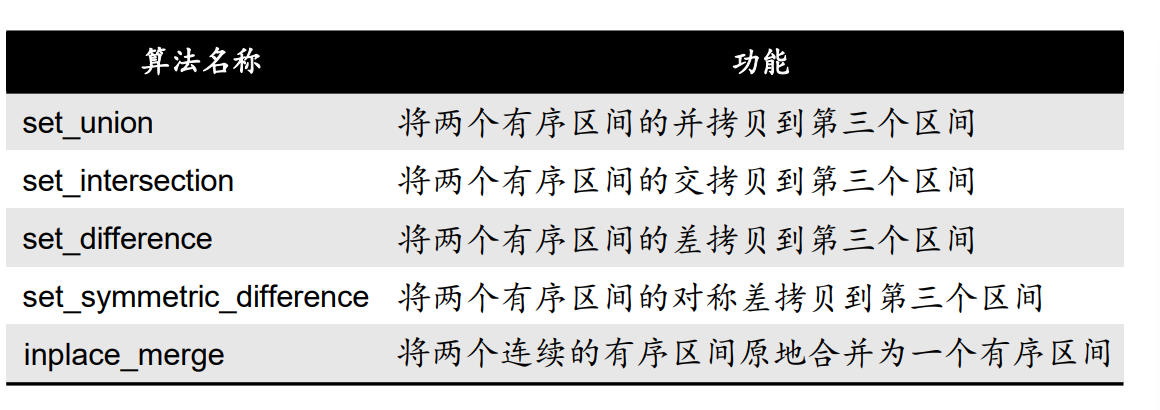 算法名称 功能
set_union 将两个有序区间的并拷贝到第三个区间
set_intersection 将两个有序区间的交拷贝到第三个区间
set_difference 将两个有序区间的差拷贝到第三个区间
set_symmetric_difference 将两个有序区间的对称差拷贝到第三个区间
inplace_merge 将两个连续的有序区间原地合并为一个有序区间